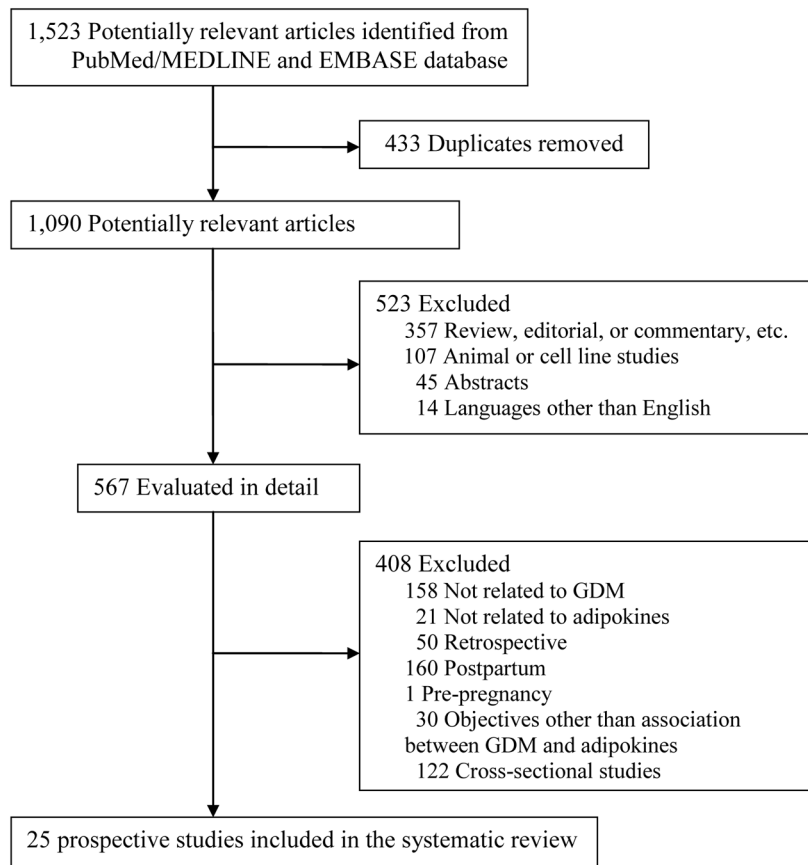 1,523 Potentially relevant articles identified from
PubMed/MEDLINE and EMBASE database
433 Duplicates removed
1,090 Potentially relevant articles
523 Excluded
357 Review, editorial, or commentary, etc.
107 Animal or cell line studies
45 Abstracts
14 Languages other than English
567 Evaluated in detail
408 Excluded
158 Not related to GDM
21 Not related to adipokines
50 Retrospective
160 Postpartum
1 Pre-pregnancy
30 Objectives other than association
between GDM and adipokines
122 Cross-sectional studies
25 prospective studies included in the systematic review